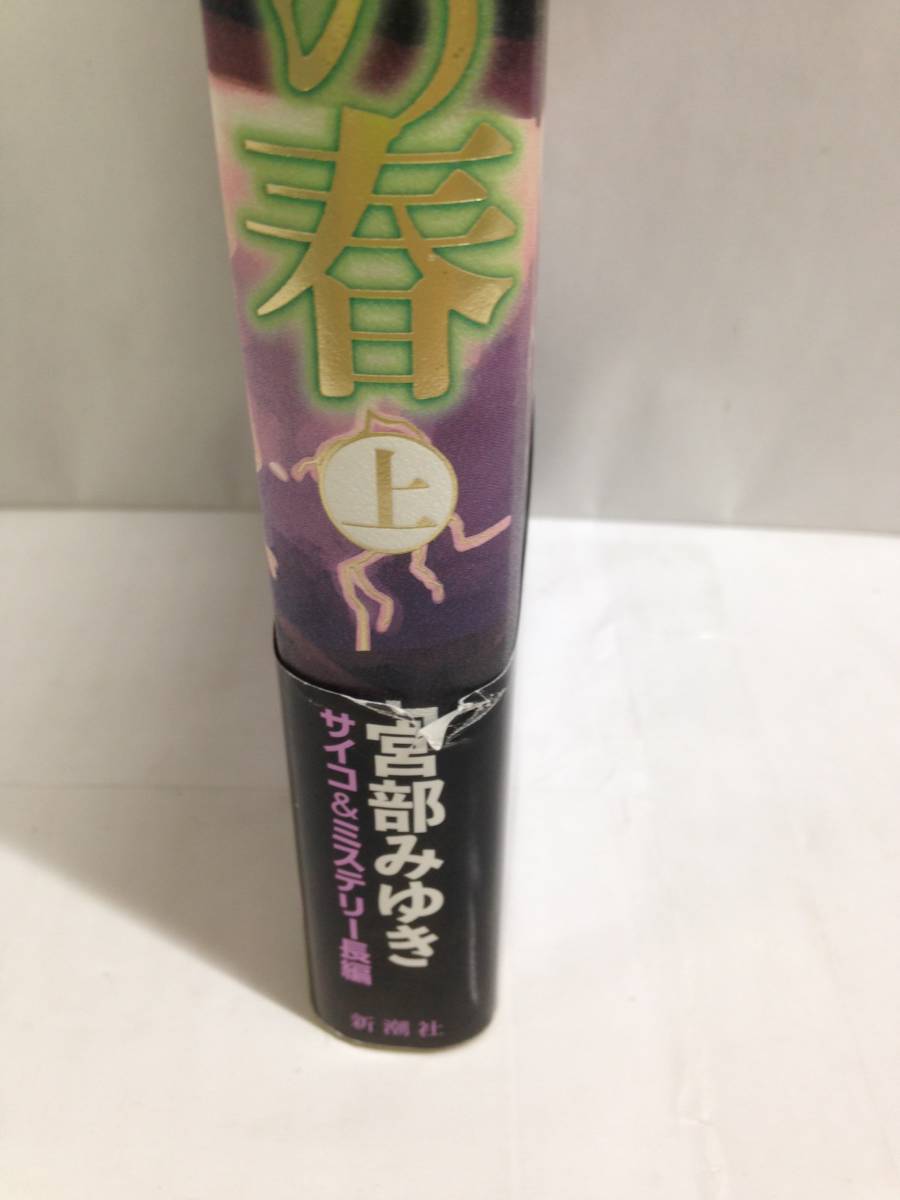 の春
上
宮部みゆき
サイコ&ミステリー長編
新潮社